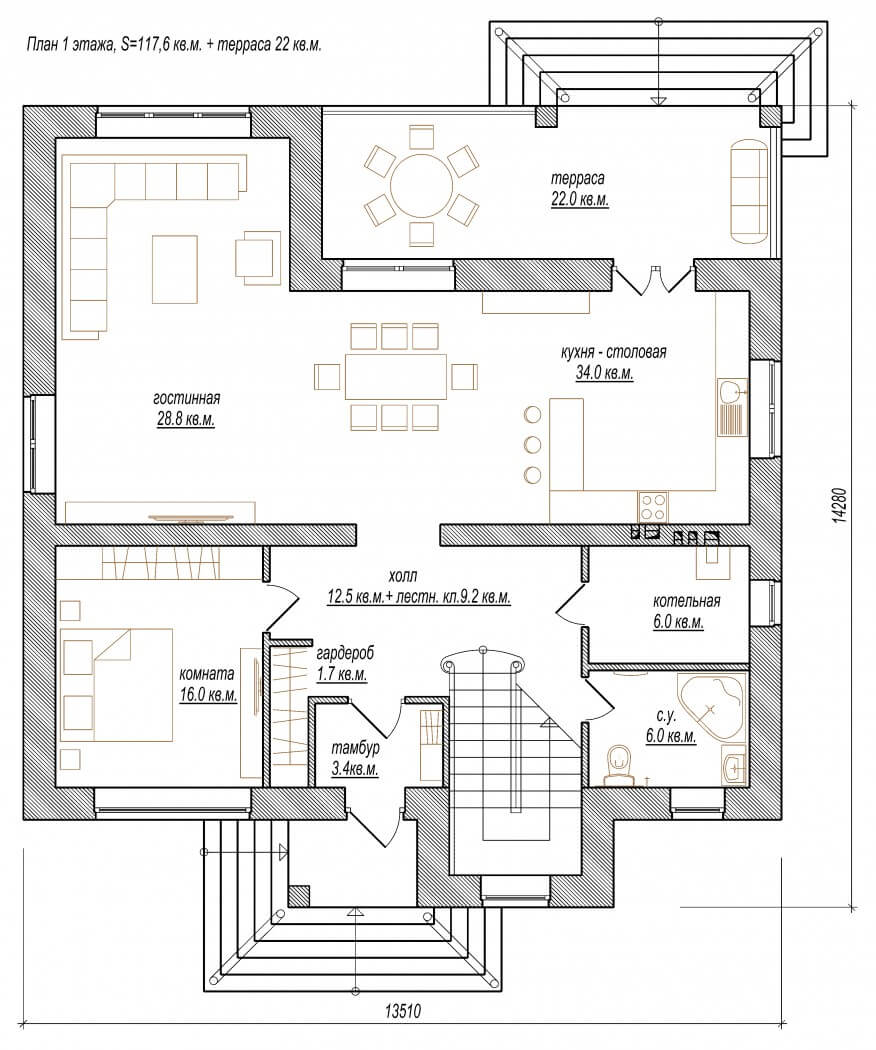 План 1 этажа, S=117,6 кв.м. + терраса 22 кв.м.
терраса
22.0 кв.м.
кухня - столовая
34.0 кв.м.
гостинная
28.8 кв.м.
14280
холл
12.5 кв.м.+ лестн. кл.9.2 кв.м.
котельная
6.0 кв.м.
гардероб
1.7 кв.м.
комната
16.0 кв.м.
с.у.
6.0 кв.м.
тамбур
3.4кв.м.
13510